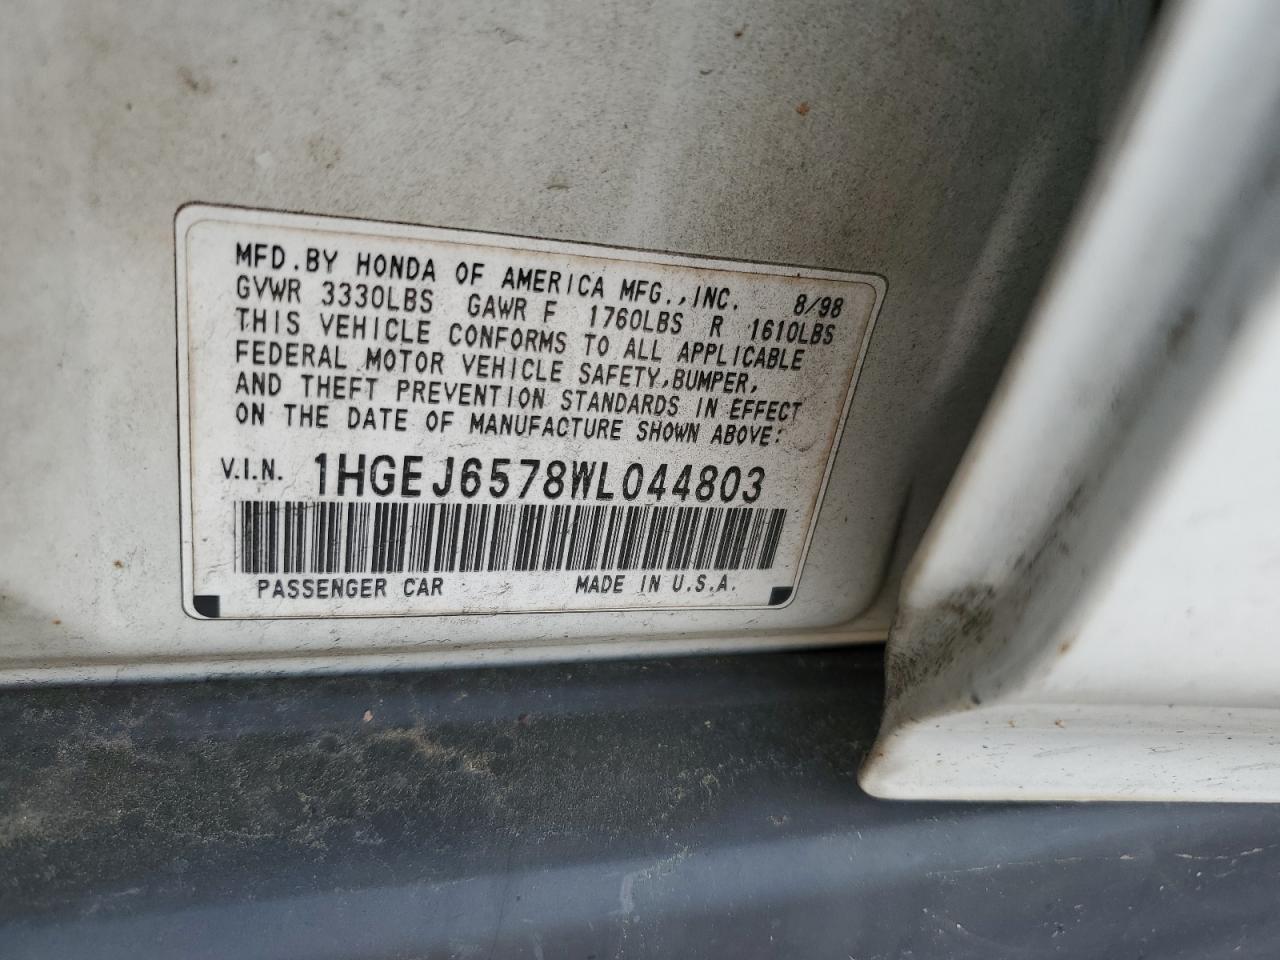 MFD.BY HONDA OF AMERICA MFG.,INC. 8/98
GVWR 3330LBS GAWR F 1760LBS R 1610LBS
THIS VEHICLE CONFORMS TO ALL APPLICABLE
FEDERAL MOTOR VEHICLE SAFETY,BUMPER,
AND THEFT PREVENTION STANDARDS IN EFFECT
ON THE DATE OF MANUFACTURE SHOWN ABOVE:
V.I.N. 1HGEJ6578WL044803
PASSENGER CAR MADE IN U.S.A.